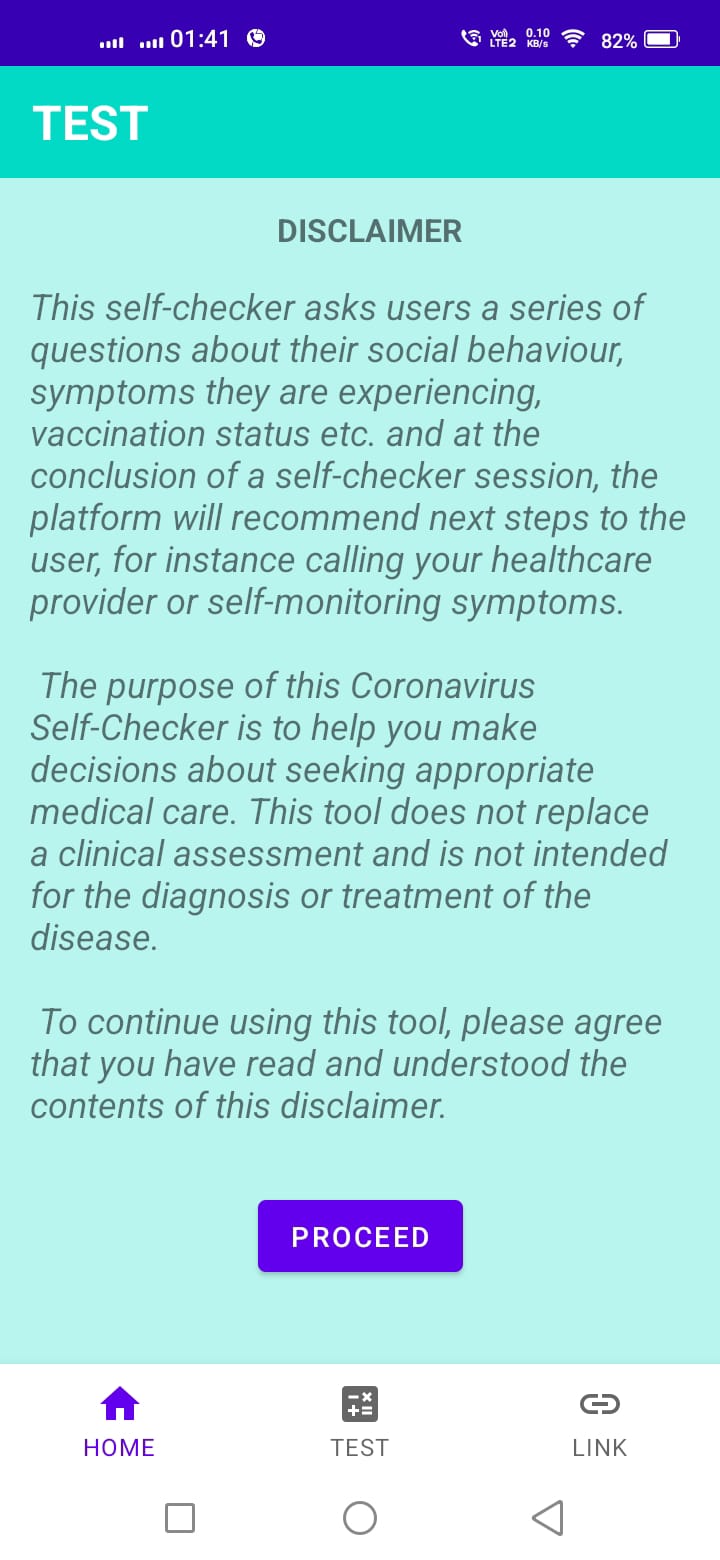 01:41
Vo)) LTE2
0.10 KB/s
82%
TEST
DISCLAIMER
This self-checker asks users a series of
questions about their social behaviour,
symptoms they are experiencing,
vaccination status etc. and at the
conclusion of a self-checker session, the
platform will recommend next steps to the
user, for instance calling your healthcare
provider or self-monitoring symptoms.
The purpose of this Coronavirus
Self-Checker is to help you make
decisions about seeking appropriate
medical care. This tool does not replace
a clinical assessment and is not intended
for the diagnosis or treatment of the
disease.
To continue using this tool, please agree
that you have read and understood the
contents of this disclaimer.
PROCEED
HOME
TEST
LINK